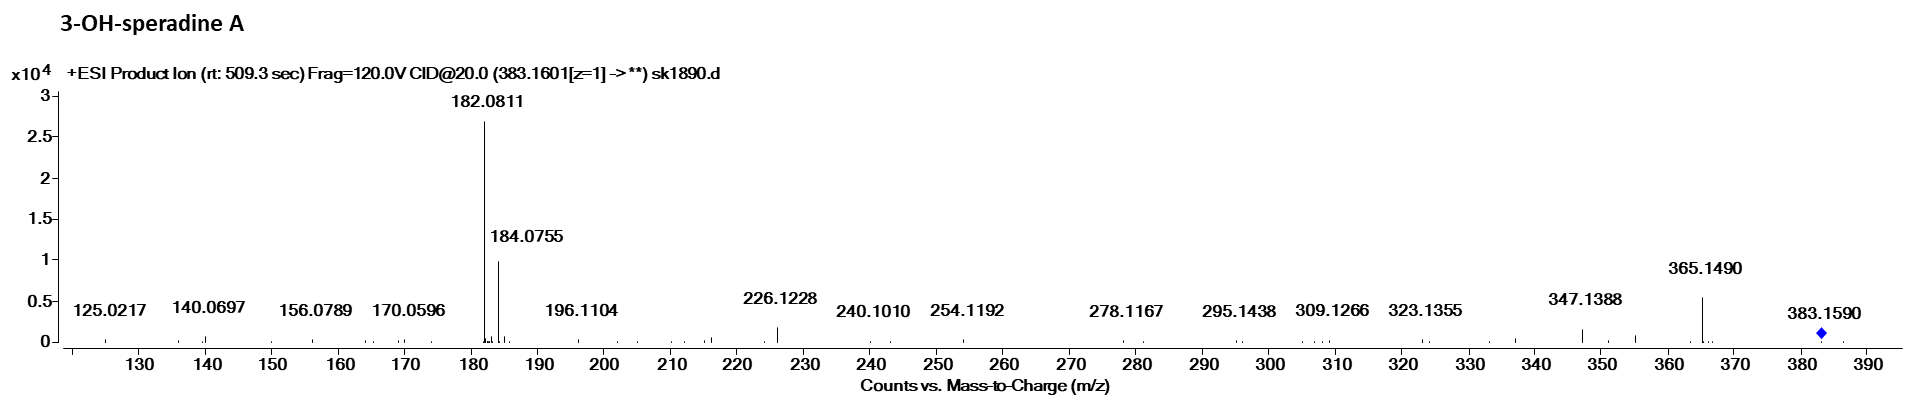 3-OH-speradine A
x10 4 +ESI Product Ion (rt: 509.3 sec) Frag=120.0V CID@20.0 (383.1601[z=1] -> **) sk1890.d
3
182.0811
2.5
2
1.5
184.0755
1
365.1490
0.5
125.0217 140.0697 156.0789 170.0596 196.1104 226.1228 240.1010 254.1192 278.1167 295.1438 309.1266 323.1355 347.1388 383.1590
0
130 140 150 160 170 180 190 200 210 220 230 240 250 260 270 280 290 300 310 320 330 340 350 360 370 380 390
Counts vs. Mass-to-Charge (m/z)